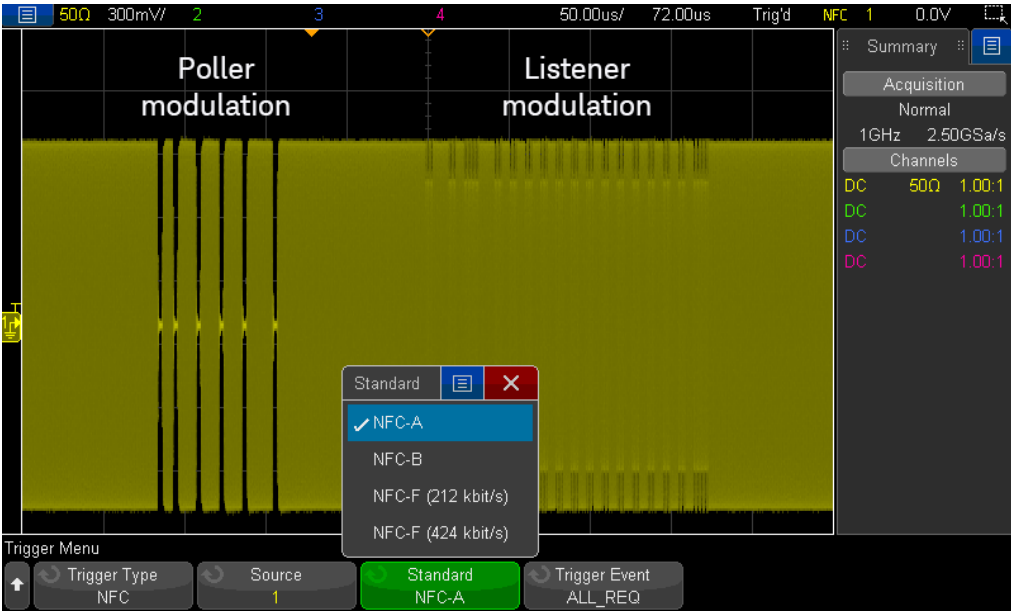 50Ω 300mV/ 2 3 4 50.00us/ 72.00us Trig'd NFC 1 0.0V
Summary
Poller
modulation
Listener
modulation
Acquisition
Normal
1GHz 2.50GSa/s
Channels
DC 50Ω 1.00:1
DC 1.00:1
DC 1.00:1
DC 1.00:1
T
1
Standard
NFC-A
NFC-B
NFC-F (212 kbit/s)
NFC-F (424 kbit/s)
Trigger Menu
Trigger Type
NFC
Source
1
Standard
NFC-A
Trigger Event
ALL_REQ